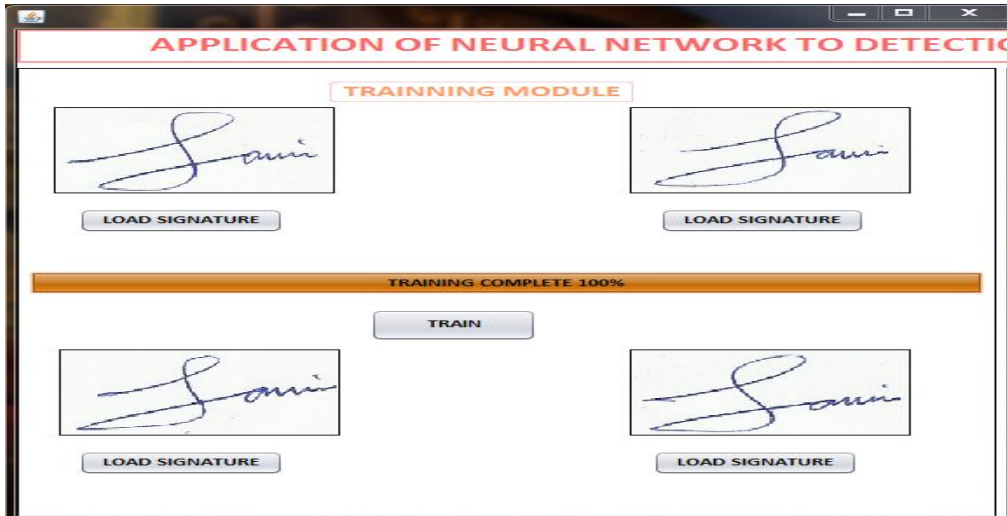 APPLICATION OF NEURAL NETWORK TO DETECTIO
TRAINNING MODULE
LOAD SIGNATURE
LOAD SIGNATURE
TRAINING COMPLETE 100%
TRAIN
LOAD SIGNATURE
LOAD SIGNATURE